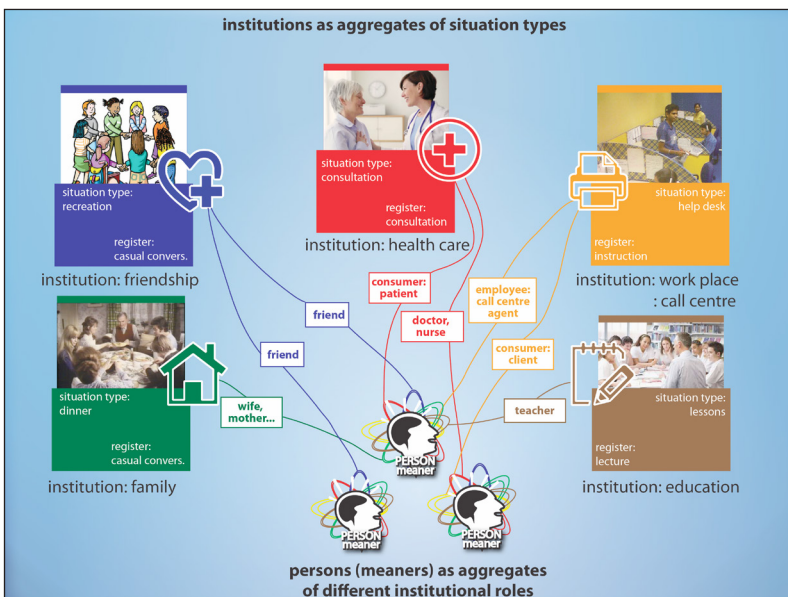 institutions as aggregates of situation types
situation type:
recreation
register:
casual convers.
institution: friendship
situation type:
consultation
register:
consultation
institution: health care
situation type:
help desk
register:
instruction
institution: work place
: call centre
consumer:
patient
employee:
call centre
agent
friend
doctor,
nurse
friend
consumer:
client
situation type:
dinner
register:
casual convers.
institution: family
wife,
mother...
teacher
situation type:
lessons
register:
lecture
institution: education
PERSON
meaner
PERSON
meaner
PERSON
meaner
persons (meaners) as aggregates
of different institutional roles